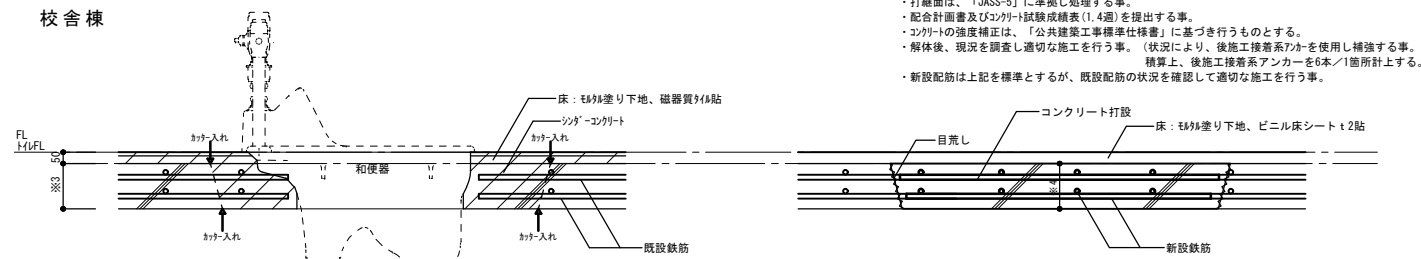 ・打継面は、「JASS-5」に準拠し処理する事。
・配合計画書及びｺﾝｸﾘｰﾄ試験成績表(1,4週)を提出する事。
・ｺﾝｸﾘｰﾄの強度補正は、「公共建築工事標準仕様書」に基づき行うものとする。
・解体後、現況を調査し適切な施工を行う事。（状況により、後施工接着系ｱﾝｶｰを使用し補強する事。
積算上、後施工接着系アンカーを6本／1箇所計上する。
・新設配筋は上記を標準とするが、既設配筋の状況を確認して適切な施工を行う事。
校舎棟
床：ﾓﾙﾀﾙ塗り下地、磁器質ﾀｲﾙ貼
ｼﾝﾀﾞｰｺﾝｸﾘｰﾄ
ｶｯﾀｰ入れ
ｶｯﾀｰ入れ
FL
ﾄｲﾚFL
50
※3
和便器
ｶｯﾀｰ入れ
ｶｯﾀｰ入れ
既設鉄筋
コンクリート打設
目荒し
床：ﾓﾙﾀﾙ塗り下地、ビニル床シート t2貼
※4
新設鉄筋